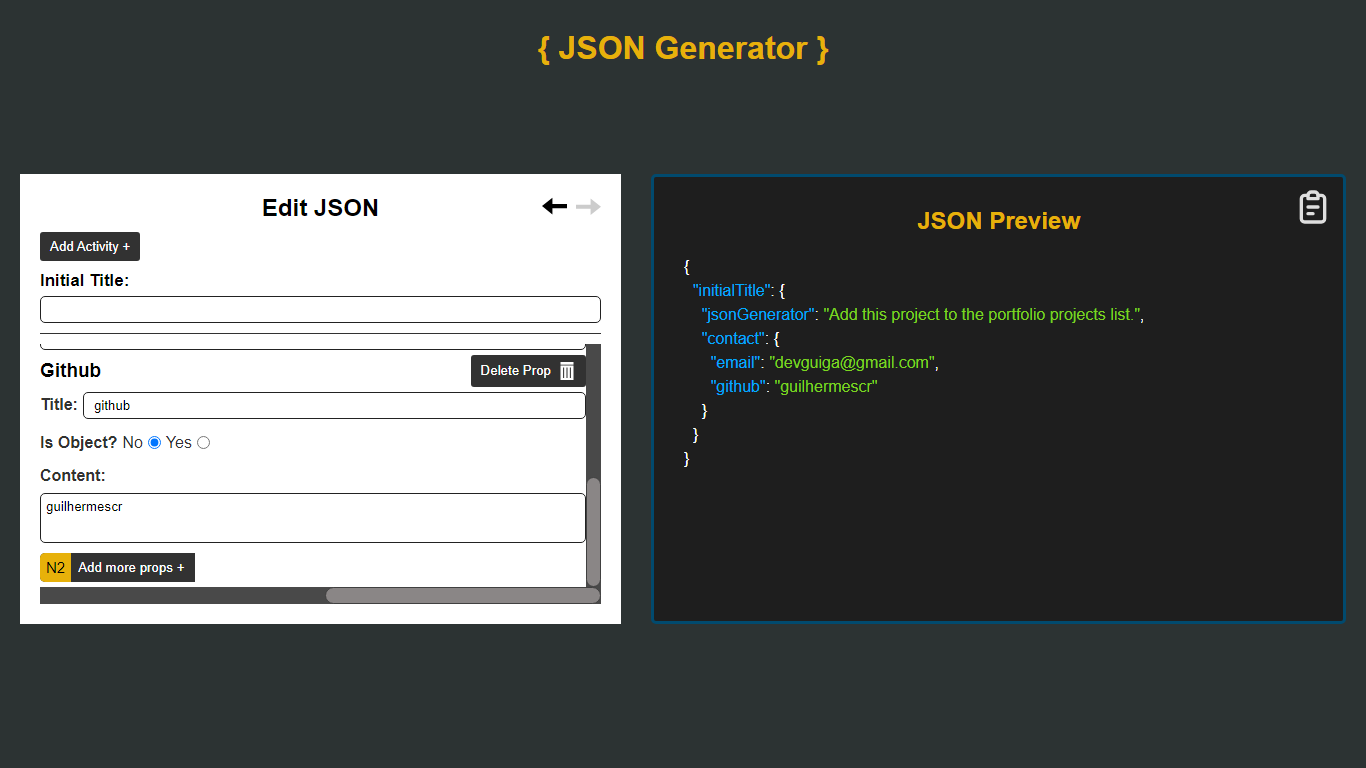 { JSON Generator }
Edit JSON
Add Activity +
Initial Title:
Github
Delete Prop
Title: github
Is Object? No Yes
Content:
guilhermescr
N2 Add more props +
JSON Preview
{
"initialTitle": {
"jsonGenerator": "Add this project to the portfolio projects list.",
"contact": {
"email": "devguiga@gmail.com",
"github": "guilhermescr"
}
}
}